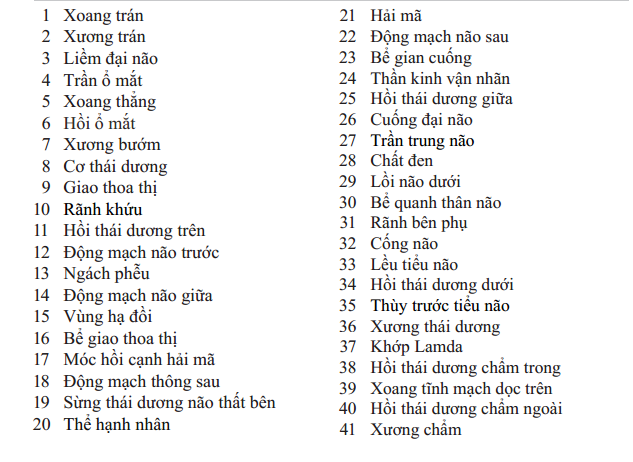 1 Xoang trán
2 Xương trán
3 Liềm đại não
4 Trần ổ mắt
5 Xoang thẳng
6 Hồi ổ mắt
7 Xương bướm
8 Cơ thái dương
9 Giao thoa thị
10 Rãnh khứu
11 Hồi thái dương trên
12 Động mạch não trước
13 Ngách phễu
14 Động mạch não giữa
15 Vùng hạ đồi
16 Bể giao thoa thị
17 Móc hồi cạnh hải mã
18 Động mạch thông sau
19 Sừng thái dương não thất bên
20 Thể hạnh nhân
21 Hải mã
22 Động mạch não sau
23 Bể gian cuống
24 Thần kinh vận nhãn
25 Hồi thái dương giữa
26 Cuống đại não
27 Trần trung não
28 Chất đen
29 Lồi não dưới
30 Bể quanh thân não
31 Rãnh bên phụ
32 Cống não
33 Lều tiểu não
34 Hồi thái dương dưới
35 Thùy trước tiểu não
36 Xương thái dương
37 Khớp Lamda
38 Hồi thái dương chẩm trong
39 Xoang tĩnh mạch dọc trên
40 Hồi thái dương chẩm ngoài
41 Xương chẩm